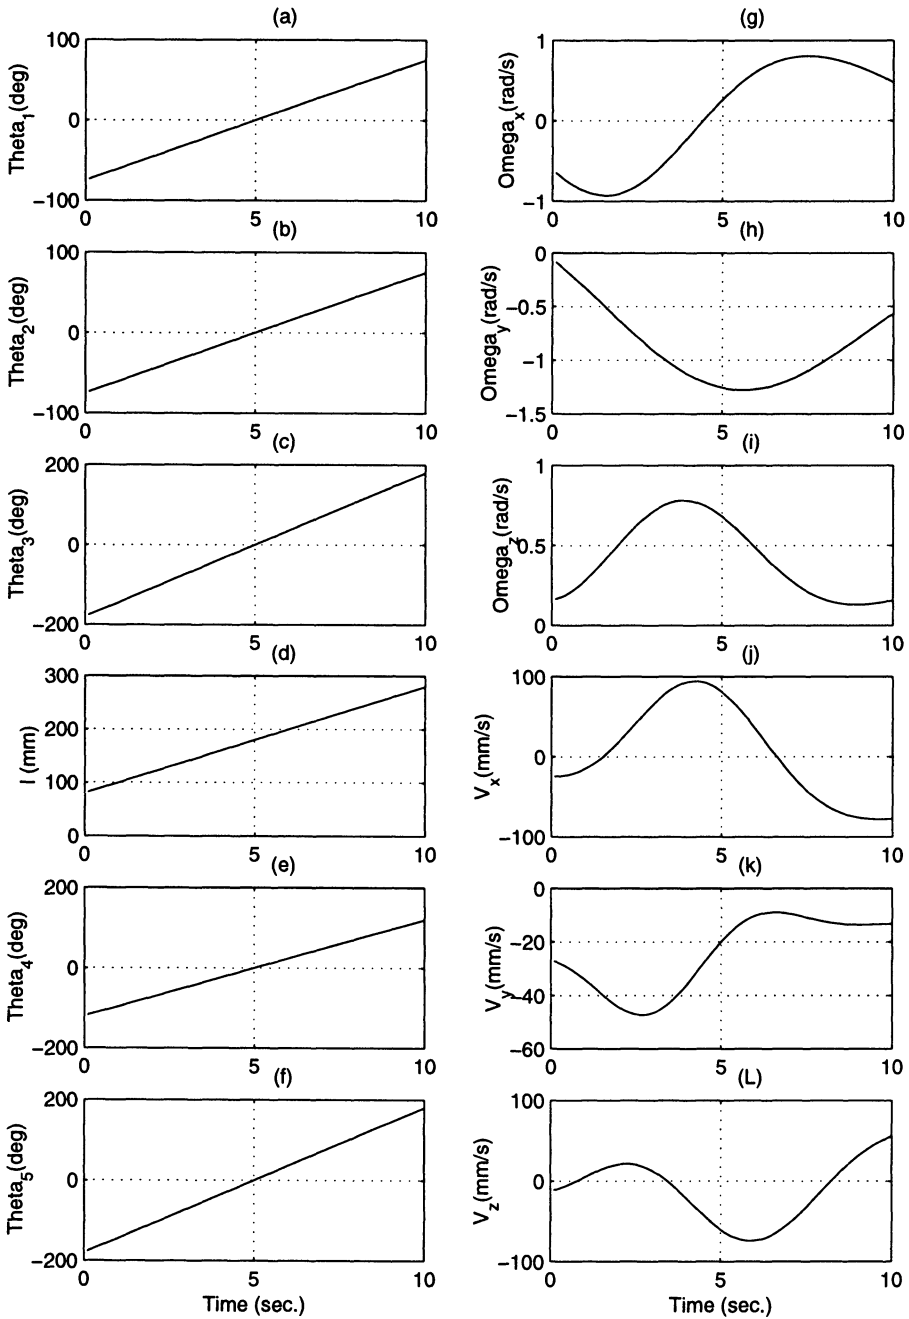 (a)
100
0
−100
0 5 10
Theta1(deg)
(b)
100
0
−100
0 5 10
Theta2(deg)
(c)
200
0
−200
0 5 10
Theta3(deg)
(d)
300
200
100
0
0 5 10
l (mm)
(e)
200
0
−200
0 5 10
Theta4(deg)
(f)
200
0
−200
0 5 10
Theta5(deg)
Time (sec.)
(g)
1
0
−1
0 5 10
Omegax(rad/s)
(h)
0
−0.5
−1
−1.5
0 5 10
Omegay(rad/s)
(i)
1
0.5
0
0 5 10
Omegaz(rad/s)
(j)
100
0
−100
0 5 10
Vx(mm/s)
(k)
0
−20
−40
−60
0 5 10
Vy(mm/s)
(L)
100
0
−100
0 5 10
Vz(mm/s)
Time (sec.)